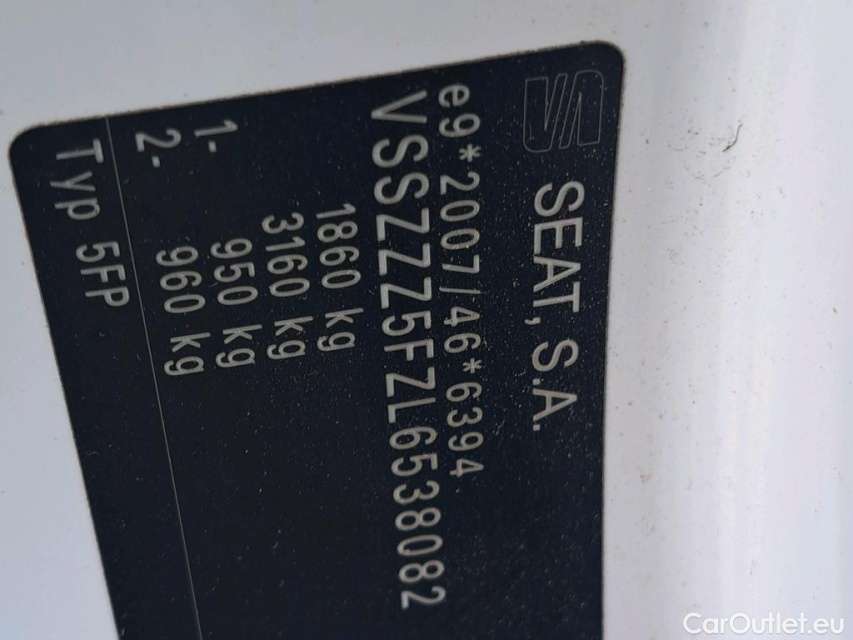 SEAT, S.A.
e9*2007/46*6394
VSSZZZ5FZL6538082
1860 kg
3160 kg
1- 950 kg
2- 960 kg
Typ 5FP
CarOutlet.eu